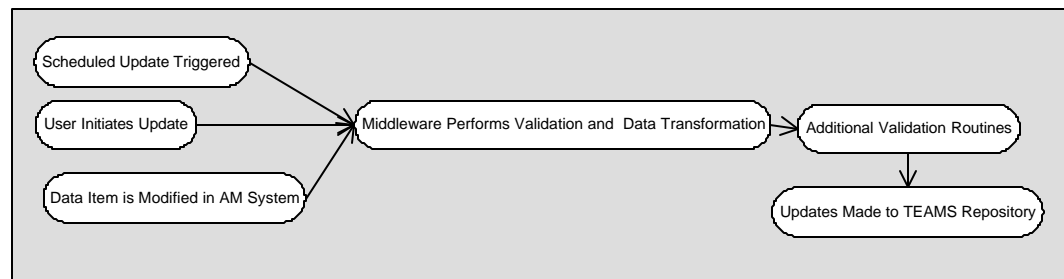 Scheduled Update Triggered
User Initiates Update
Data Item is Modified in AM System
Middleware Performs Validation and Data Transformation
Additional Validation Routines
Updates Made to TEAMS Repository